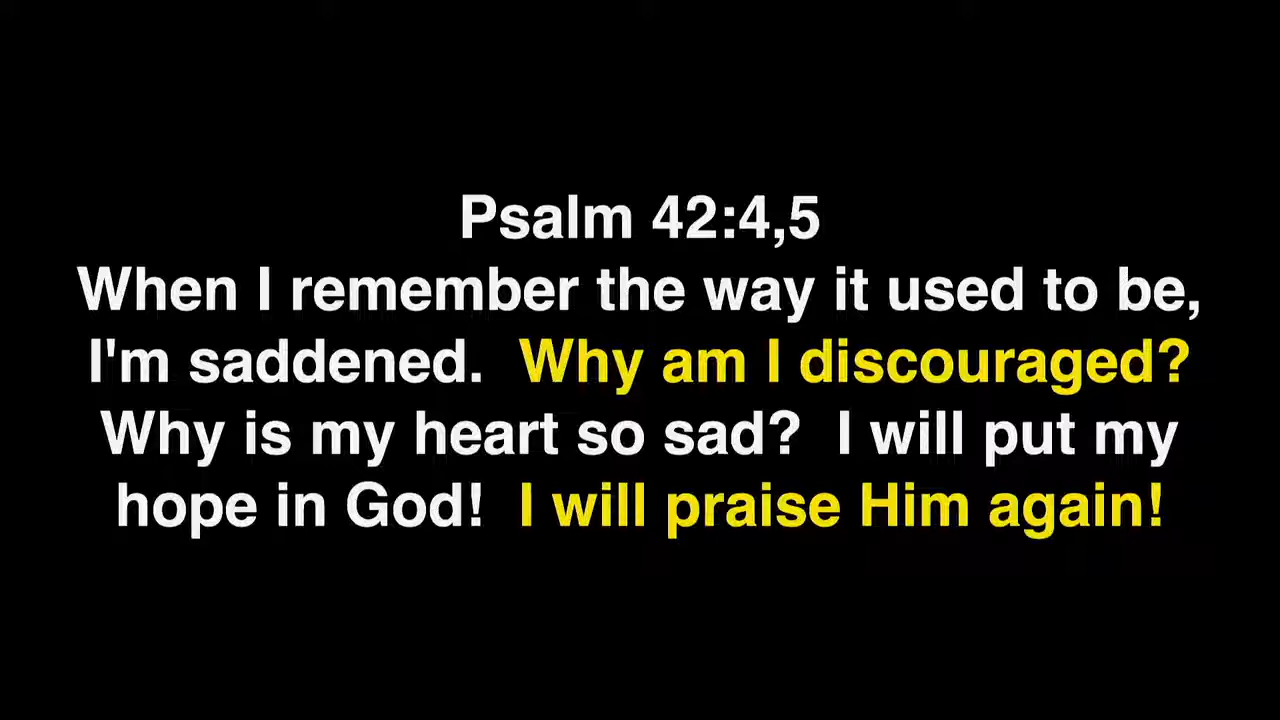 Psalm 42:4,5
When I remember the way it used to be,
I'm saddened.  Why am I discouraged?
Why is my heart so sad?  I will put my
hope in God!  I will praise Him again!